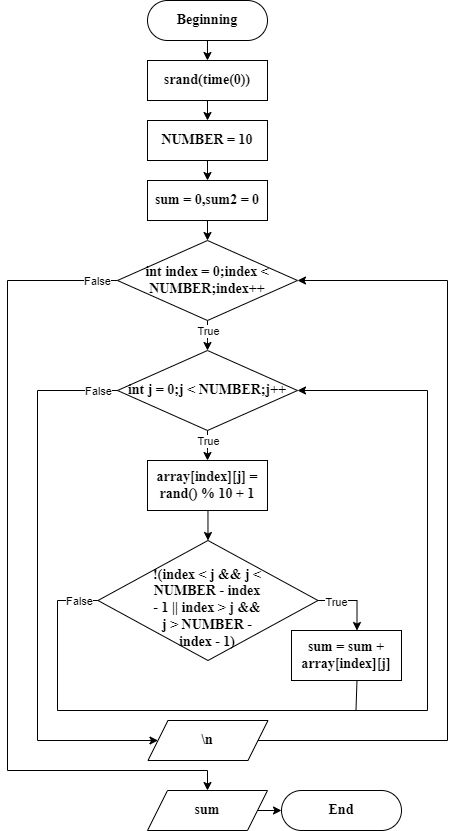 Beginning
srand(time(0))
NUMBER = 10
sum = 0,sum2 = 0
int index = 0;index <
NUMBER;index++
False
True
int j = 0;j < NUMBER;j++
False
True
array[index][j] =
rand() % 10 + 1
!(index < j && j <
NUMBER - index
- 1 || index > j &&
j > NUMBER -
index - 1)
False
True
sum = sum +
array[index][j]
\n
sum
End